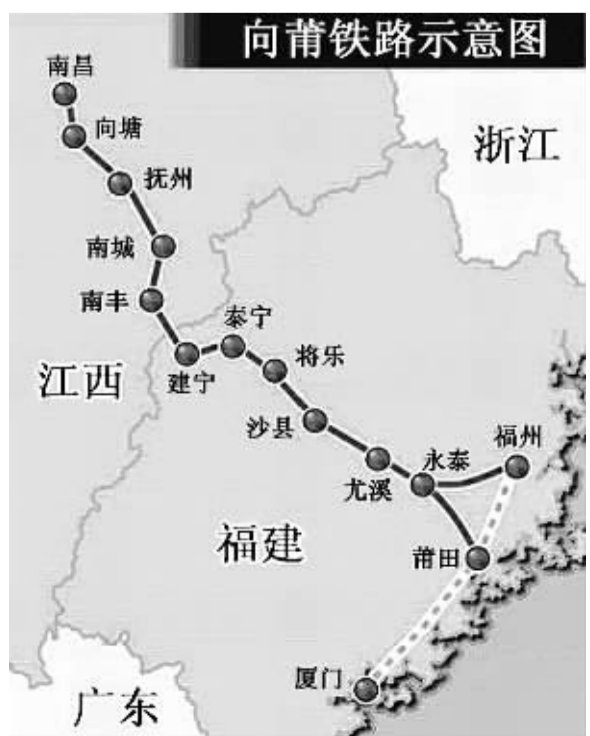 向莆铁路示意图
南昌
向塘
浙江
抚州
南城
南丰
泰宁
将乐
江西
建宁
沙县
福州
永泰
尤溪
福建
莆田
厦门
广东